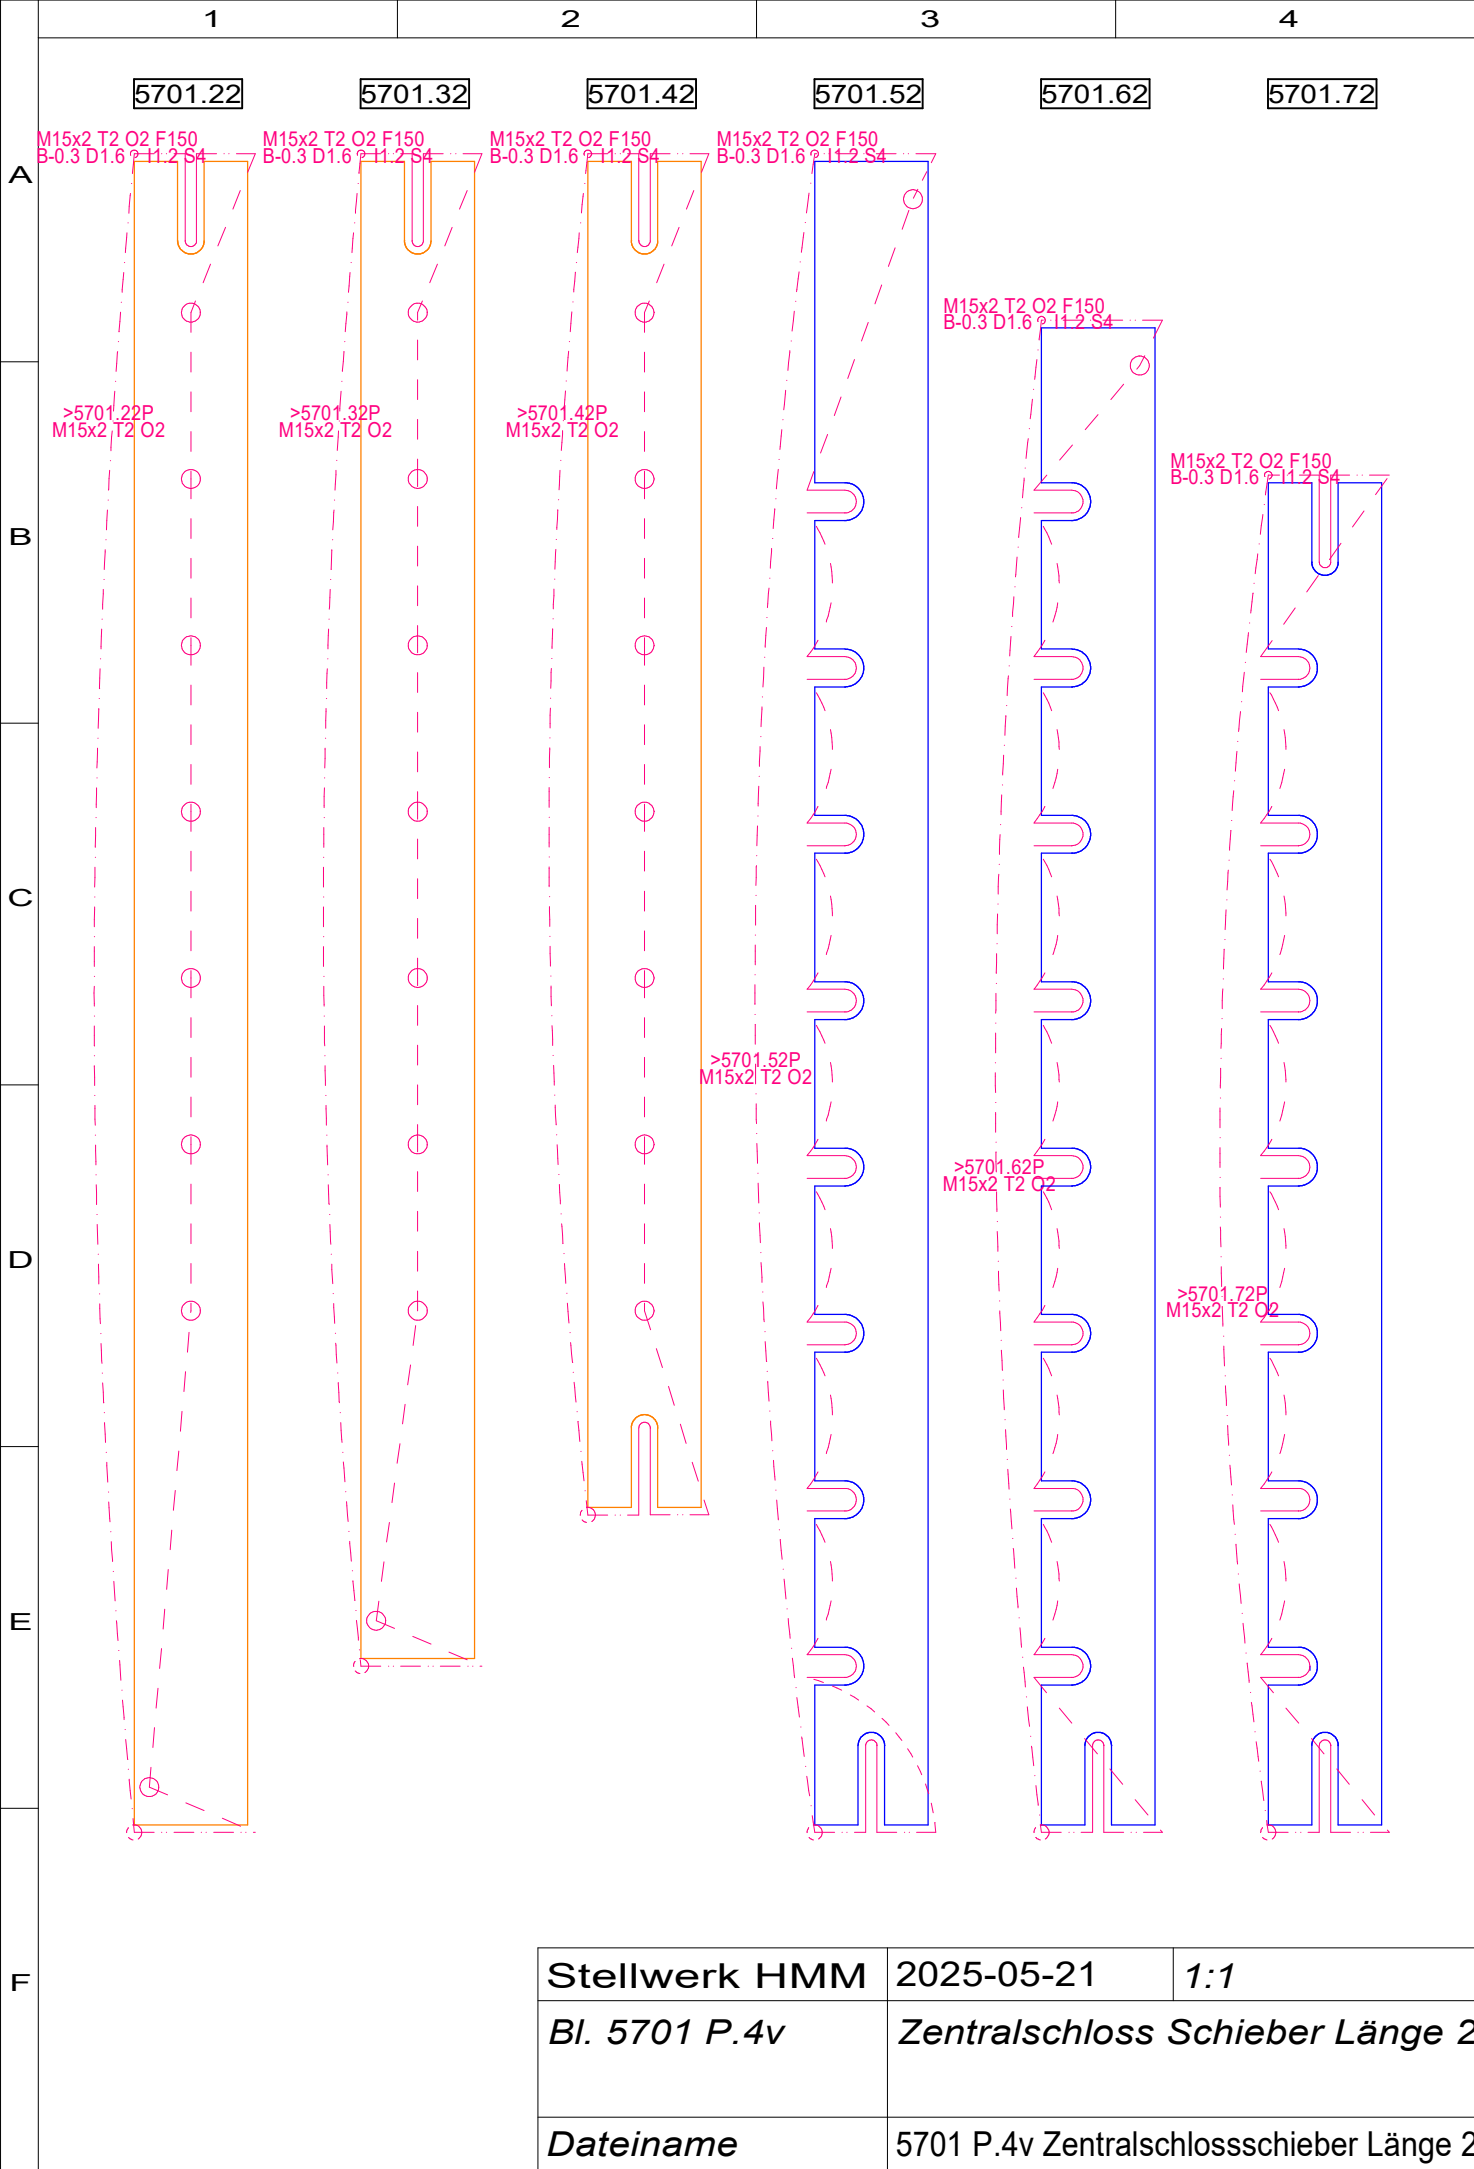 1 2 3 4
5701.22 5701.32 5701.42 5701.52 5701.62 5701.72
M15x2 T2 O2 F150
B-0.3 D1.6 I1.2 S4
M15x2 T2 O2 F150
B-0.3 D1.6 I1.2 S4
M15x2 T2 O2 F150
B-0.3 D1.6 I1.2 S4
M15x2 T2 O2 F150
B-0.3 D1.6 I1.2 S4
A
M15x2 T2 O2 F150
B-0.3 D1.6 I1.2 S4
>5701.22P
M15x2 T2 O2
>5701.32P
M15x2 T2 O2
>5701.42P
M15x2 T2 O2
M15x2 T2 O2 F150
B-0.3 D1.6 I1.2 S4
B
C
>5701.52P
M15x2 T2 O2
>5701.62P
M15x2 T2 O2
D
>5701.72P
M15x2 T2 O2
E
F
Stellwerk HMM 2025-05-21 1:1
Bl. 5701 P.4v Zentralschloss Schieber Länge 2
Dateiname 5701 P.4v Zentralschlossschieber Länge 2